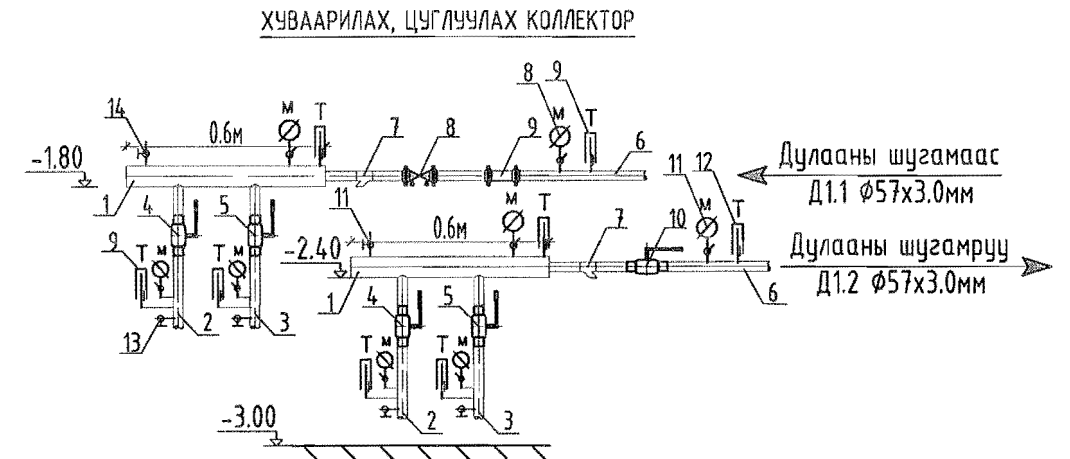 ХУВААРИЛАХ, ЦУГЛУУЛАХ КОЛЛЕКТОР
8 9
14 M T 7 8 9 M T 6 11 12
0.6м
-1.80
Дулааны шугамаас
Д1.1 Ф57х3.0мм
1 4 5 11 M T 7 10 M T
0.6м
-2.40
Дулааны шугамруу
Д1.2 Ф57х3.0мм
9 T M T M
1 4 5 6
13 2 3
T M T M
2 3
-3.00